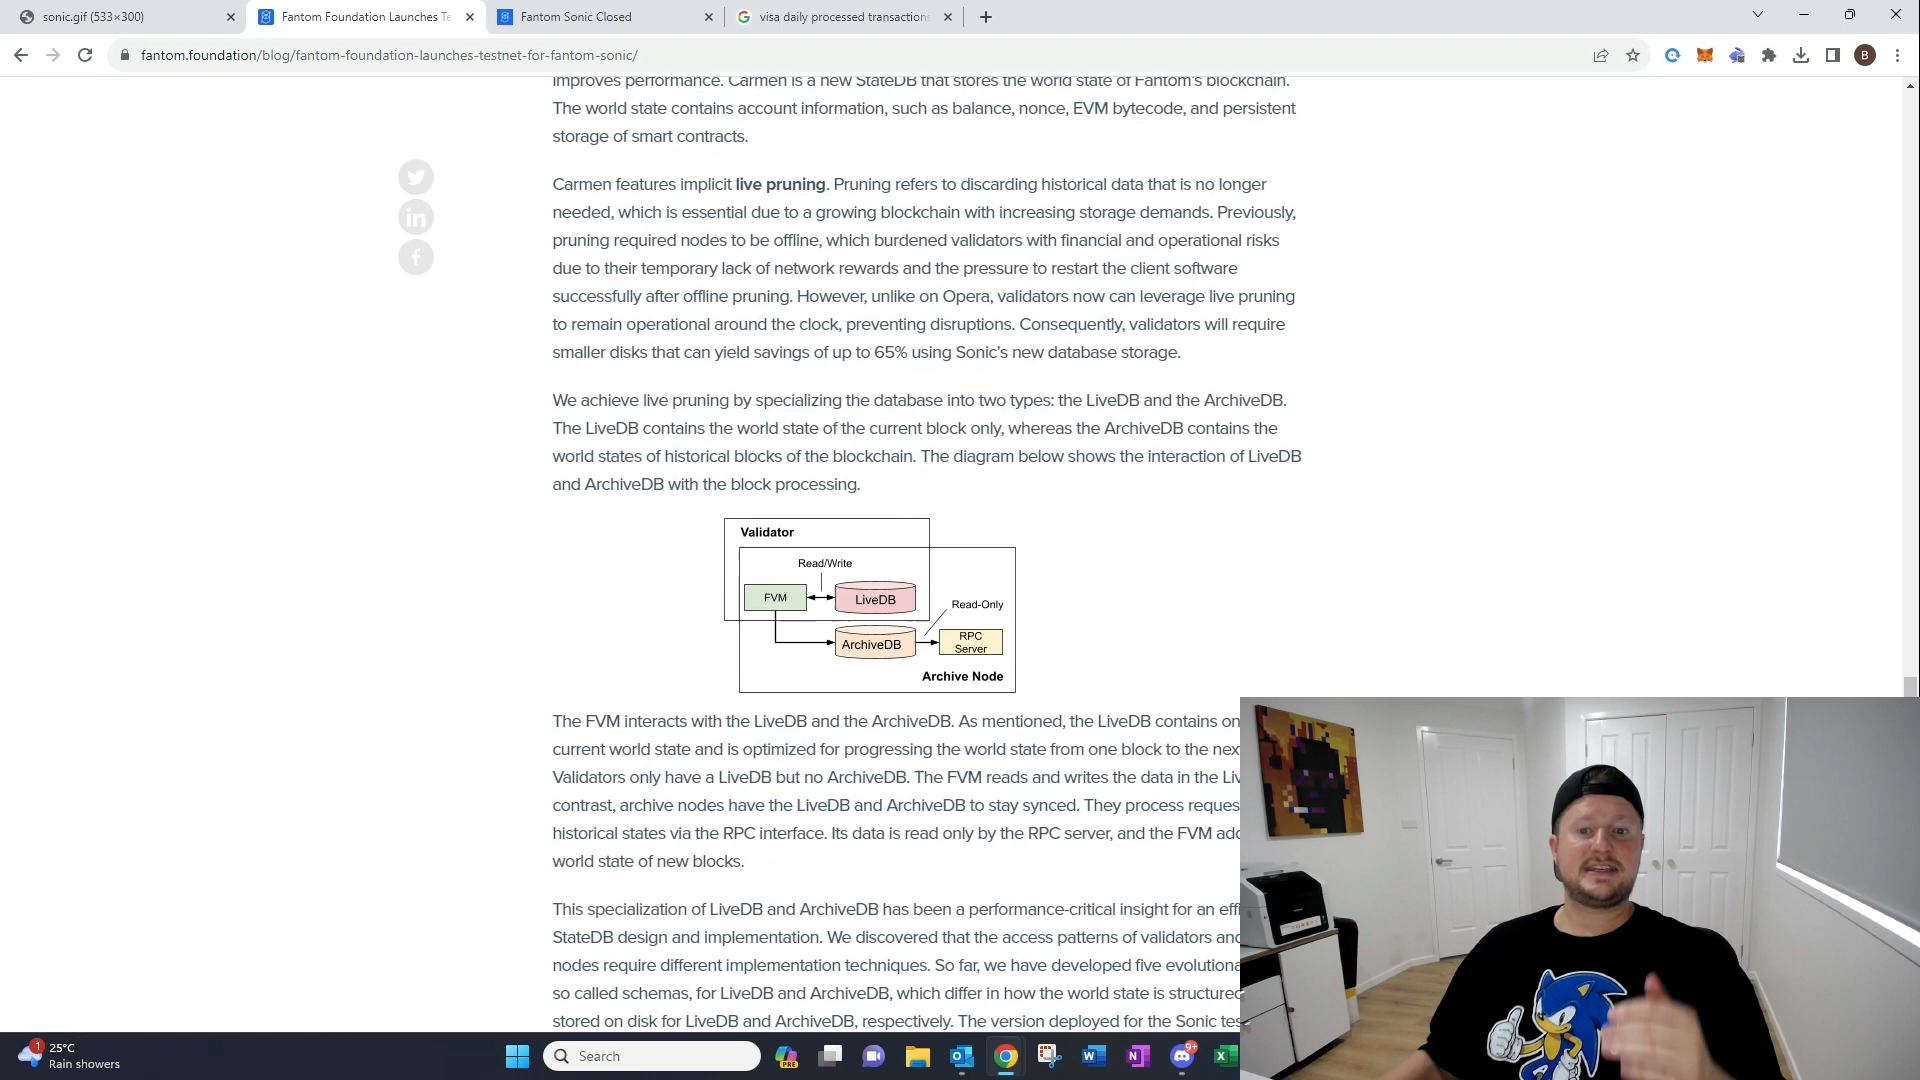 sonic.gif (533×300)
Fantom Foundation Launches Te
Fantom Sonic Closed
visa daily processed transactions
fantom.foundation/blog/fantom-foundation-launches-testnet-for-fantom-sonic/
B
improves performance. Carmen is a new StateDB that stores the world state of Fantom's blockchain.
The world state contains account information, such as balance, nonce, EVM bytecode, and persistent
storage of smart contracts.
Carmen features implicit live pruning. Pruning refers to discarding historical data that is no longer
needed, which is essential due to a growing blockchain with increasing storage demands. Previously,
pruning required nodes to be offline, which burdened validators with financial and operational risks
due to their temporary lack of network rewards and the pressure to restart the client software
successfully after offline pruning. However, unlike on Opera, validators now can leverage live pruning
to remain operational around the clock, preventing disruptions. Consequently, validators will require
smaller disks that can yield savings of up to 65% using Sonic's new database storage.
We achieve live pruning by specializing the database into two types: the LiveDB and the ArchiveDB.
The LiveDB contains the world state of the current block only, whereas the ArchiveDB contains the
world states of historical blocks of the blockchain. The diagram below shows the interaction of LiveDB
and ArchiveDB with the block processing.
Validator
Read/Write
FVM
LiveDB
Read-Only
ArchiveDB
RPC
Server
Archive Node
The FVM interacts with the LiveDB and the ArchiveDB. As mentioned, the LiveDB contains on
current world state and is optimized for progressing the world state from one block to the nex
Validators only have a LiveDB but no ArchiveDB. The FVM reads and writes the data in the Liv
contrast, archive nodes have the LiveDB and ArchiveDB to stay synced. They process reques
historical states via the RPC interface. Its data is read only by the RPC server, and the FVM add
world state of new blocks.
This specialization of LiveDB and ArchiveDB has been a performance-critical insight for an effi
StateDB design and implementation. We discovered that the access patterns of validators and
nodes require different implementation techniques. So far, we have developed five evolutiona
so called schemas, for LiveDB and ArchiveDB, which differ in how the world state is structured
stored on disk for LiveDB and ArchiveDB, respectively. The version deployed for the Sonic tes
1
25°C
Rain showers
Search
PRE
W
N
9+
X